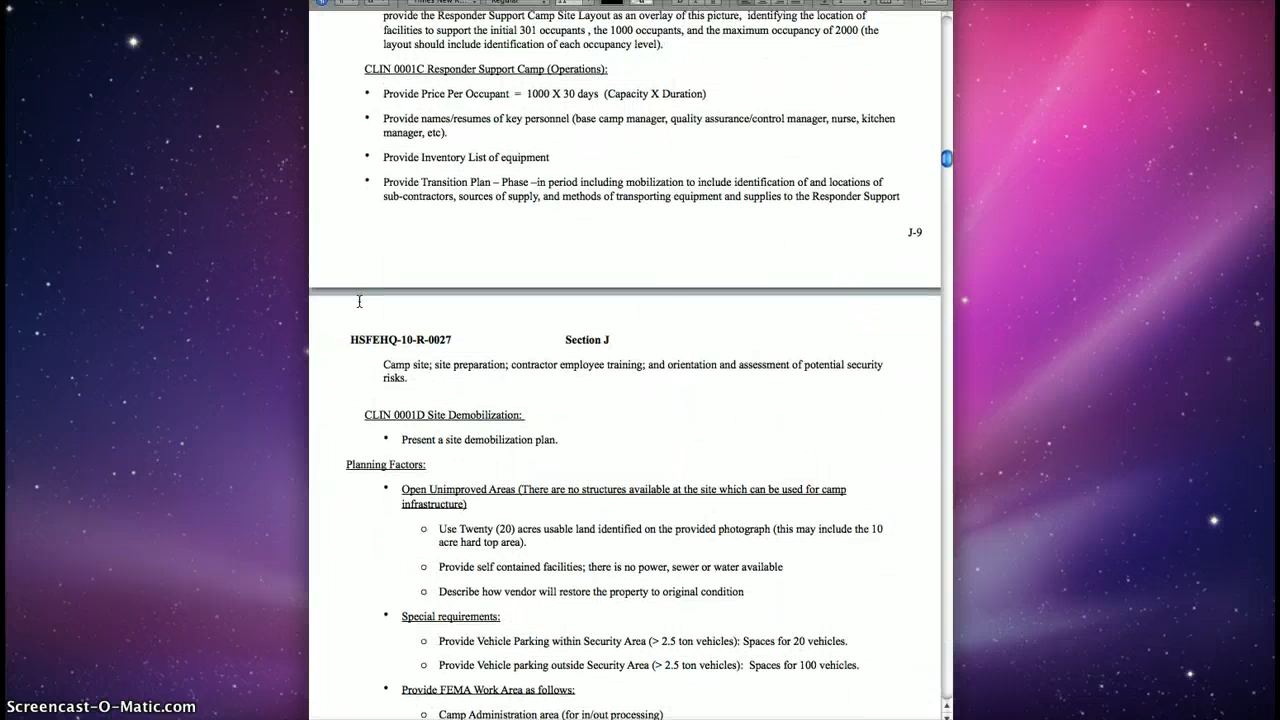 provide the Responder Support Camp Site Layout as an overlay of this picture, identifying the location of
facilities to support the initial 301 occupants , the 1000 occupants, and the maximum occupancy of 2000 (the
layout should include identification of each occupancy level).
CLIN 0001C Responder Support Camp (Operations):
• Provide Price Per Occupant = 1000 X 30 days (Capacity X Duration)
• Provide names/resumes of key personnel (base camp manager, quality assurance/control manager, nurse, kitchen
manager, etc).
• Provide Inventory List of equipment
• Provide Transition Plan – Phase –in period including mobilization to include identification of and locations of
sub-contractors, sources of supply, and methods of transporting equipment and supplies to the Responder Support
J-9
HSFEHQ-10-R-0027 Section J
Camp site; site preparation; contractor employee training; and orientation and assessment of potential security
risks.
CLIN 0001D Site Demobilization:
• Present a site demobilization plan.
Planning Factors:
• Open Unimproved Areas (There are no structures available at the site which can be used for camp
infrastructure)
o Use Twenty (20) acres usable land identified on the provided photograph (this may include the 10
acre hard top area).
o Provide self contained facilities; there is no power, sewer or water available
o Describe how vendor will restore the property to original condition
• Special requirements:
o Provide Vehicle Parking within Security Area (> 2.5 ton vehicles): Spaces for 20 vehicles.
o Provide Vehicle parking outside Security Area (> 2.5 ton vehicles): Spaces for 100 vehicles.
• Provide FEMA Work Area as follows:
o Camp Administration area (for in/out processing)
Screencast-O-Matic.com